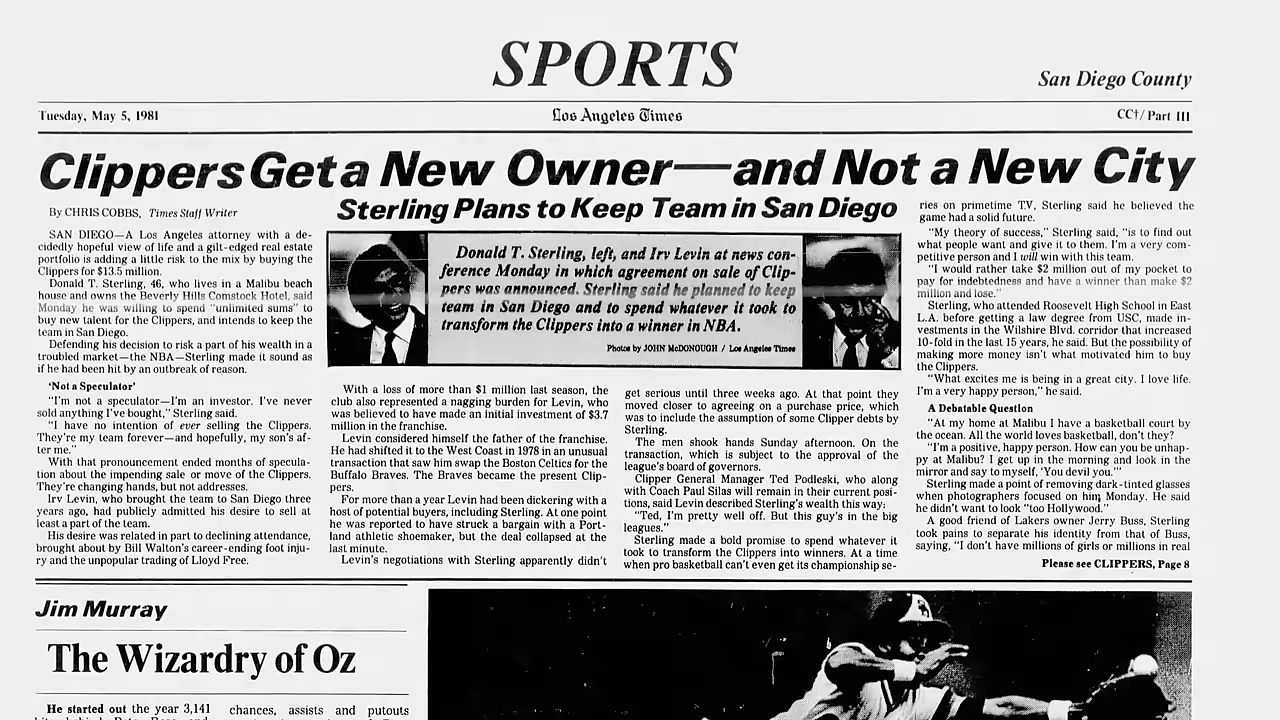 SPORTS
San Diego County
Tuesday, May 5, 1981
Los Angeles Times
CC†/Part III
Clippers Get a New Owner—and Not a New City
Sterling Plans to Keep Team in San Diego
By CHRIS COBBS, Times Staff Writer
SAN DIEGO—A Los Angeles attorney with a de-
cidedly hopeful view of life and a gilt-edged real estate
portfolio is adding a little risk to the mix by buying the
Clippers for $13.5 million.
Donald T. Sterling, 46, who lives in a Malibu beach
house and owns the Beverly Hills Comstock Hotel, said
Monday he was willing to spend "unlimited sums" to
buy new talent for the Clippers, and intends to keep the
team in San Diego.
Defending his decision to risk a part of his wealth in a
troubled market—the NBA—Sterling made it sound as
if he had been hit by an outbreak of reason.
'Not a Speculator'
"I'm not a speculator—I'm an investor. I've never
sold anything I've bought," Sterling said.
"I have no intention of ever selling the Clippers.
They're my team forever—and hopefully, my son's af-
ter me."
With that pronouncement ended months of specula-
tion about the impending sale or move of the Clippers.
They're changing hands, but not addresses.
Irv Levin, who brought the team to San Diego three
years ago, had publicly admitted his desire to sell at
least a part of the team.
His desire was related in part to declining attendance,
brought about by Bill Walton's career-ending foot inju-
ry and the unpopular trading of Lloyd Free.
Donald T. Sterling, left, and Irv Levin at news con-
ference Monday in which agreement on sale of Clip-
pers was announced. Sterling said he planned to keep
team in San Diego and to spend whatever it took to
transform the Clippers into a winner in NBA.
Photos by JOHN McDONOUGH / Los Angeles Times
With a loss of more than $1 million last season, the
club also represented a nagging burden for Levin, who
was believed to have made an initial investment of $3.7
million in the franchise.
Levin considered himself the father of the franchise.
He had shifted it to the West Coast in 1978 in an unusual
transaction that saw him swap the Boston Celtics for the
Buffalo Braves. The Braves became the present Clip-
pers.
For more than a year Levin had been dickering with a
host of potential buyers, including Sterling. At one point
he was reported to have struck a bargain with a Port-
land athletic shoemaker, but the deal collapsed at the
last minute.
Levin's negotiations with Sterling apparently didn't
get serious until three weeks ago. At that point they
moved closer to agreeing on a purchase price, which
was to include the assumption of some Clipper debts by
Sterling.
The men shook hands Sunday afternoon. On the
transaction, which is subject to the approval of the
league's board of governors.
Clipper General Manager Ted Podleski, who along
with Coach Paul Silas will remain in their current posi-
tions, said Levin described Sterling's wealth this way:
"Ted, I'm pretty well off. But this guy's in the big
leagues."
Sterling made a bold promise to spend whatever it
took to transform the Clippers into winners. At a time
when pro basketball can't even get its championship se-
ries on primetime TV, Sterling said he believed the
game had a solid future.
"My theory of success," Sterling said, "is to find out
what people want and give it to them. I'm a very com-
petitive person and I will win with this team.
"I would rather take $2 million out of my pocket to
pay for indebtedness and have a winner than make $2
million and lose."
Sterling, who attended Roosevelt High School in East
L.A. before getting a law degree from USC, made in-
vestments in the Wilshire Blvd. corridor that increased
10-fold in the last 15 years, he said. But the possibility of
making more money isn't what motivated him to buy
the Clippers.
"What excites me is being in a great city. I love life.
I'm a very happy person," he said.
A Debatable Question
"At my home at Malibu I have a basketball court by
the ocean. All the world loves basketball, don't they?
"I'm a positive, happy person. How can you be unhap-
py at Malibu? I get up in the morning and look in the
mirror and say to myself, 'You devil you.'"
Sterling made a point of removing dark-tinted glasses
when photographers focused on him Monday. He said
he didn't want to look "too Hollywood."
A good friend of Lakers owner Jerry Buss, Sterling
took pains to separate his identity from that of Buss,
saying, "I don't have millions of girls or millions in real
Please see CLIPPERS, Page 8
Jim Murray
The Wizardry of Oz
He started out the year 3,141
chances, assists and putouts